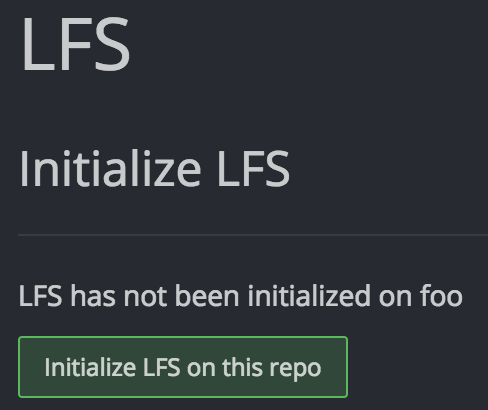 LFS
Initialize LFS
LFS has not been initialized on foo
Initialize LFS on this repo